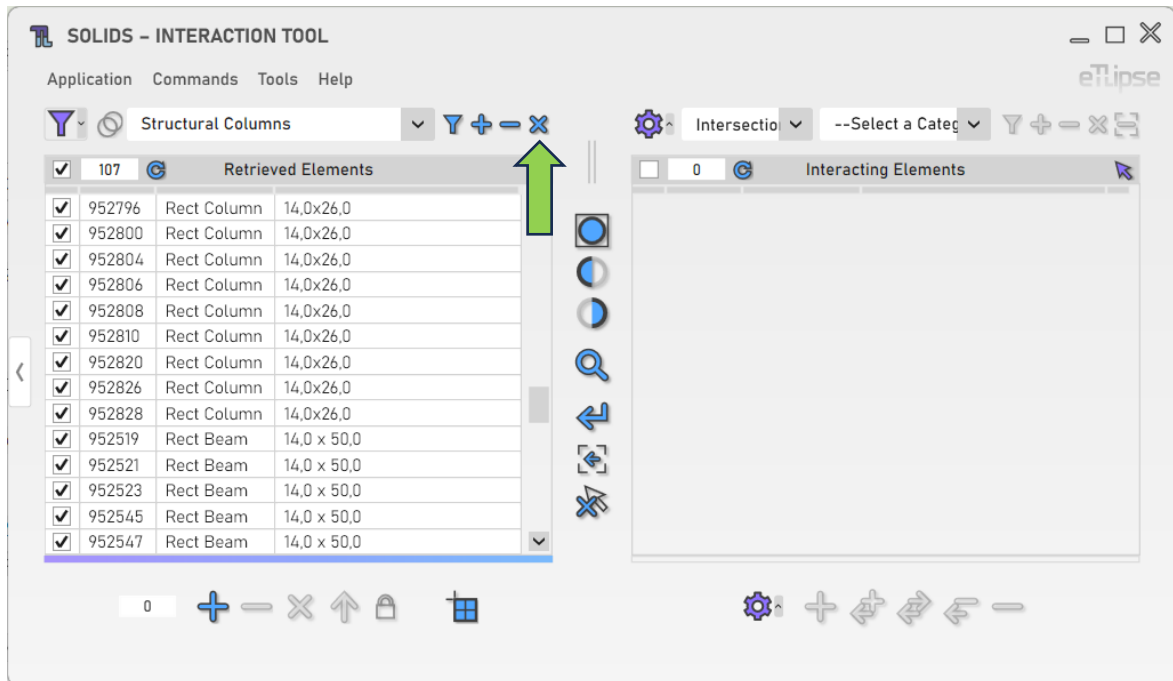 SOLIDS – INTERACTION TOOL
Application Commands Tools Help
eTLipse
Structural Columns
Intersectio
--Select a Categ
107 Retrieved Elements
0 Interacting Elements
952796 Rect Column 14,0x26,0
952800 Rect Column 14,0x26,0
952804 Rect Column 14,0x26,0
952806 Rect Column 14,0x26,0
952808 Rect Column 14,0x26,0
952810 Rect Column 14,0x26,0
952820 Rect Column 14,0x26,0
952826 Rect Column 14,0x26,0
952828 Rect Column 14,0x26,0
952519 Rect Beam 14,0 x 50,0
952521 Rect Beam 14,0 x 50,0
952523 Rect Beam 14,0 x 50,0
952545 Rect Beam 14,0 x 50,0
952547 Rect Beam 14,0 x 50,0
0